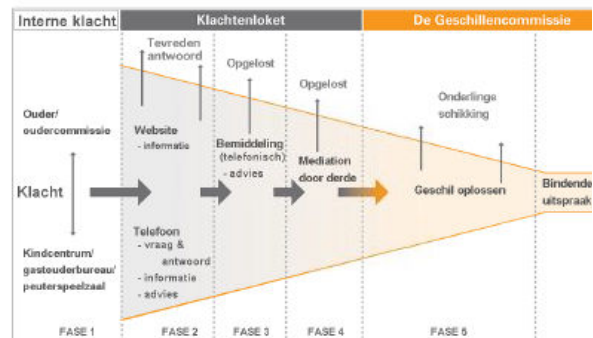 Interne klacht
Klachtenloket
De Geschillencommissie
Tevreden
antwoord
Opgelost
Opgelost
Onderlinge
schikking
Ouder/
oudercommissie
Klacht
Kindcentrum/
gastouderbureau/
peuterspeelzaal
Website
- informatie
Telefoon
- vraag &
antwoord
- informatie
- advies
Bemiddeling
(telefonisch)
- advies
Mediation
door derde
Geschil oplossen
Bindende
uitspraak
FASE 1
FASE 2
FASE 3
FASE 4
FASE 5